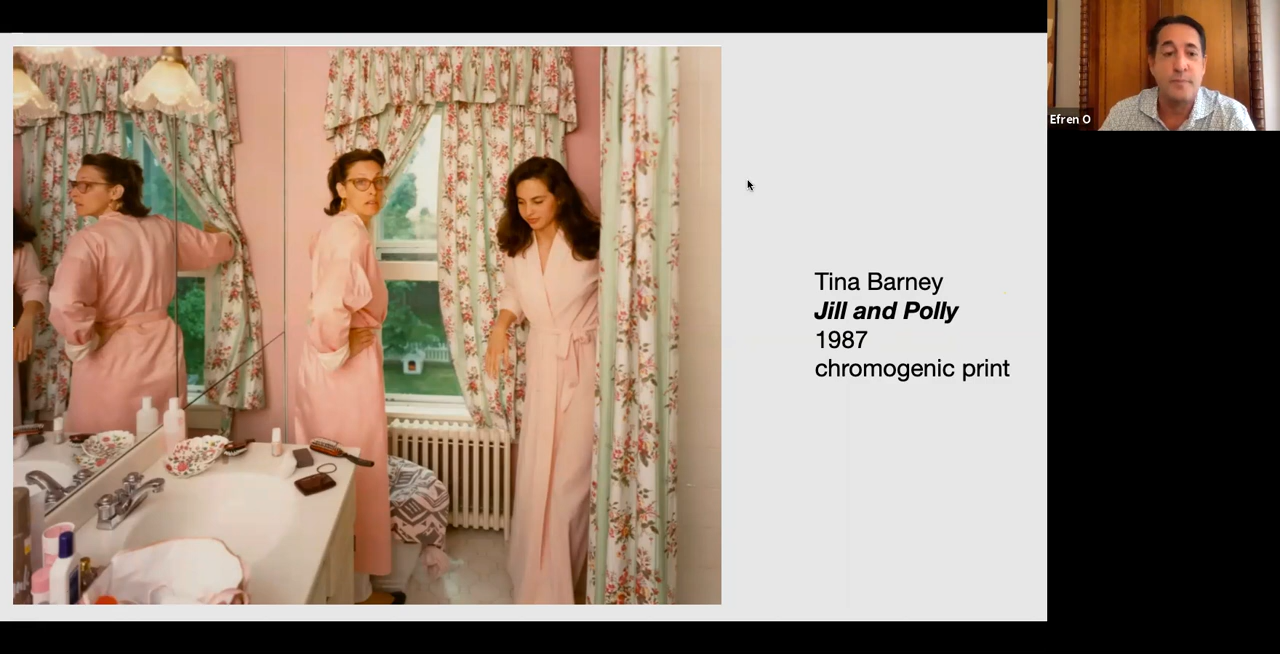 Efren O
Tina Barney
Jill and Polly
1987
chromogenic print